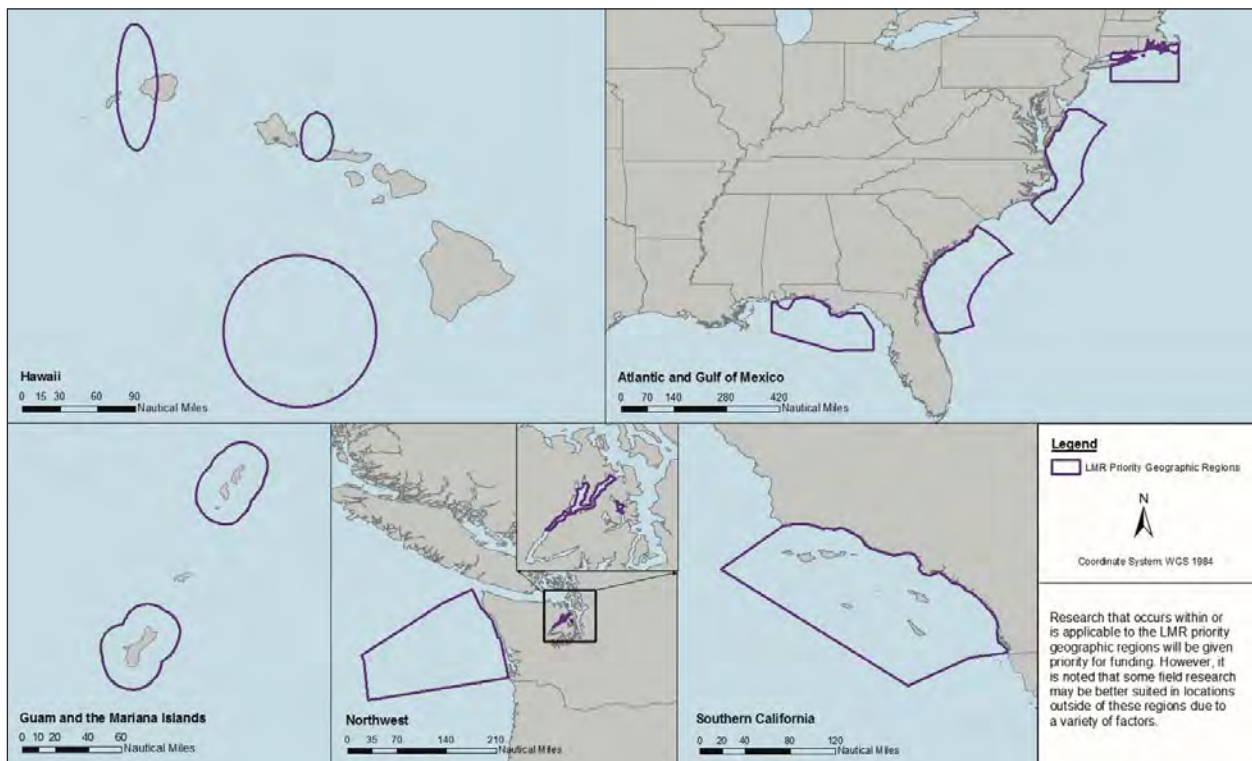 Hawaii
0 15 30 60 90
Nautical Miles
Atlantic and Gulf of Mexico
0 70 140 280 420
Nautical Miles
Guam and the Mariana Islands
0 10 20 40 60
Nautical Miles
Northwest
0 35 70 140 210
Nautical Miles
Southern California
0 20 40 80 120
Nautical Miles
Legend
LMR Priority Geographic Regions
N
Coordinate System: WGS 1984
Research that occurs within or
is applicable to the LMR priority
geographic regions will be given
priority for funding. However, it
is noted that some field research
may be better suited in locations
outside of these regions due to
a variety of factors.